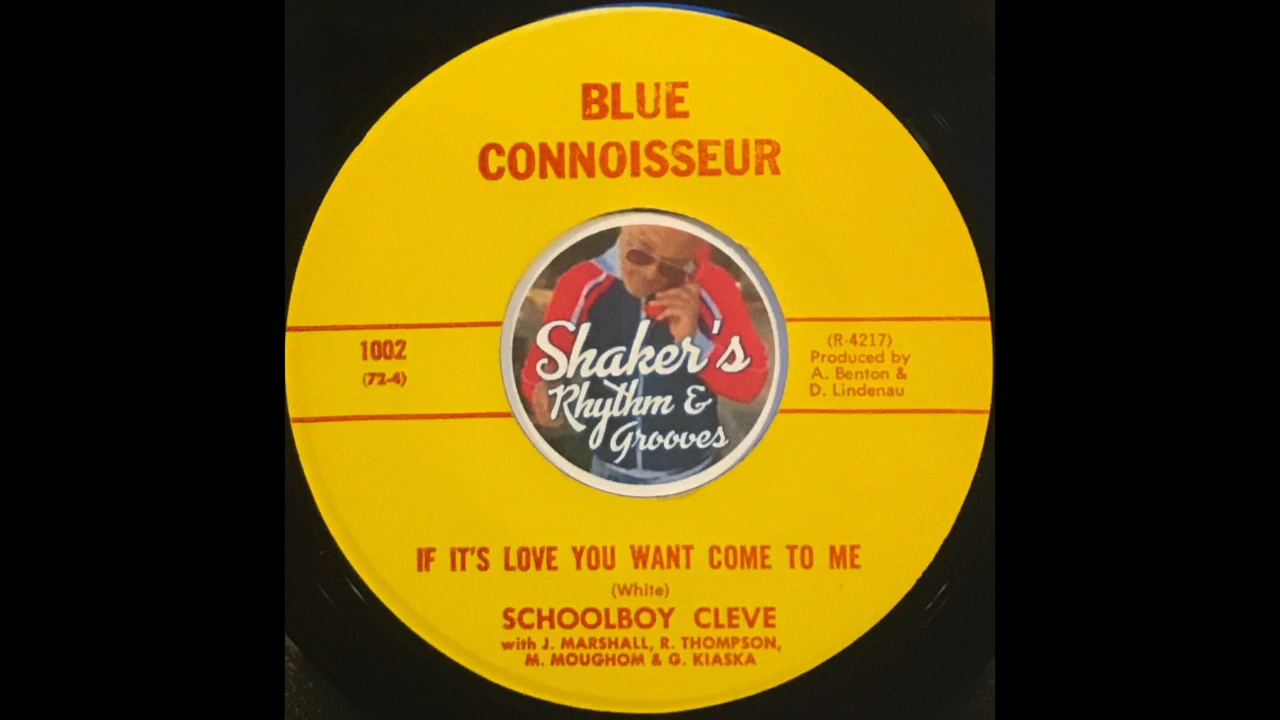 BLUE
CONNOISSEUR
1002
(72-4)
(R-4217)
Produced by
A. Benton &
D. Lindenau
Shaker's
Rhythm &
Grooves
IF IT'S LOVE YOU WANT COME TO ME
(White)
SCHOOLBOY CLEVE
with J. MARSHALL, R. THOMPSON,
M. MOUGHOM & G. KIASKA